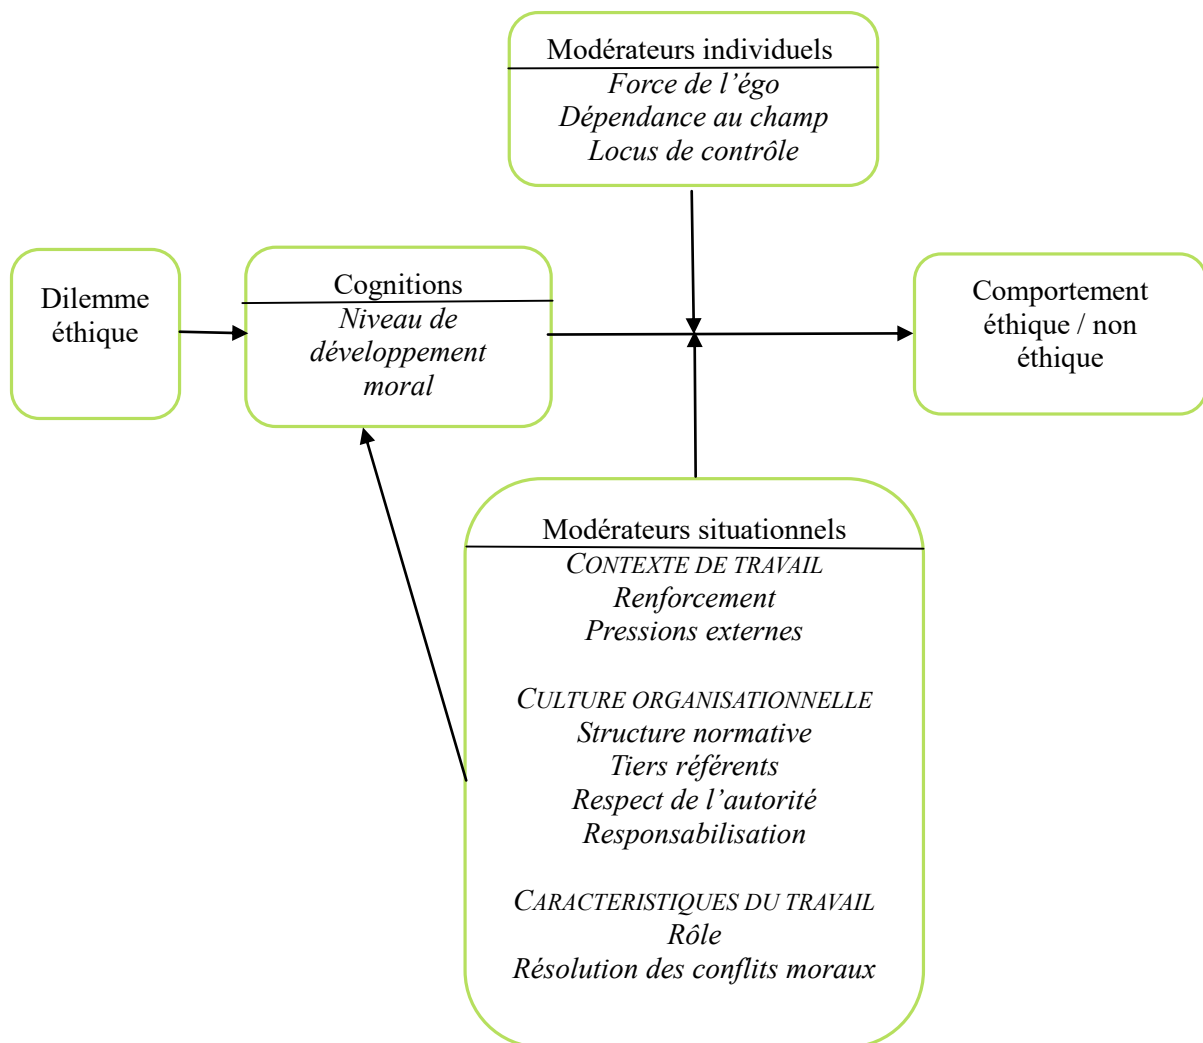 Modérateurs individuels
Force de l’égo
Dépendance au champ
Locus de contrôle
Dilemme
éthique
Cognitions
Niveau de
développement
moral
Comportement
éthique / non
éthique
Modérateurs situationnels
CONTEXTE DE TRAVAIL
Renforcement
Pressions externes
CULTURE ORGANISATIONNELLE
Structure normative
Tiers référents
Respect de l’autorité
Responsabilisation
CARACTERISTIQUES DU TRAVAIL
Rôle
Résolution des conflits moraux